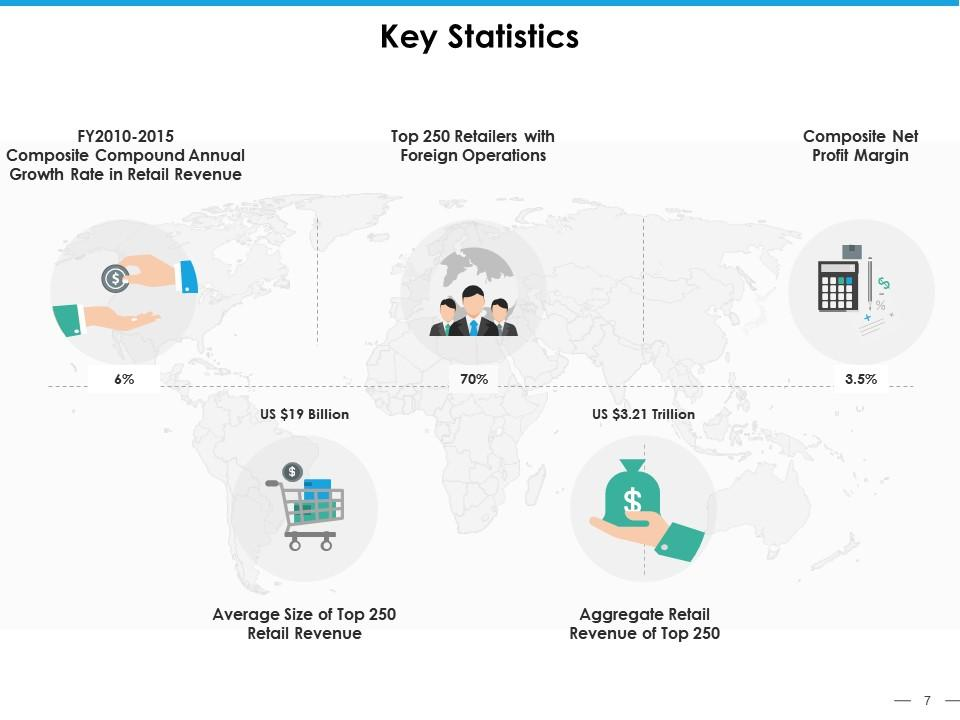 Key Statistics
FY2010-2015
Composite Compound Annual
Growth Rate in Retail Revenue
Top 250 Retailers with
Foreign Operations
Composite Net
Profit Margin
$
$
%
6%
70%
3.5%
US $19 Billion
US $3.21 Trillion
$
$
Average Size of Top 250
Retail Revenue
Aggregate Retail
Revenue of Top 250
7